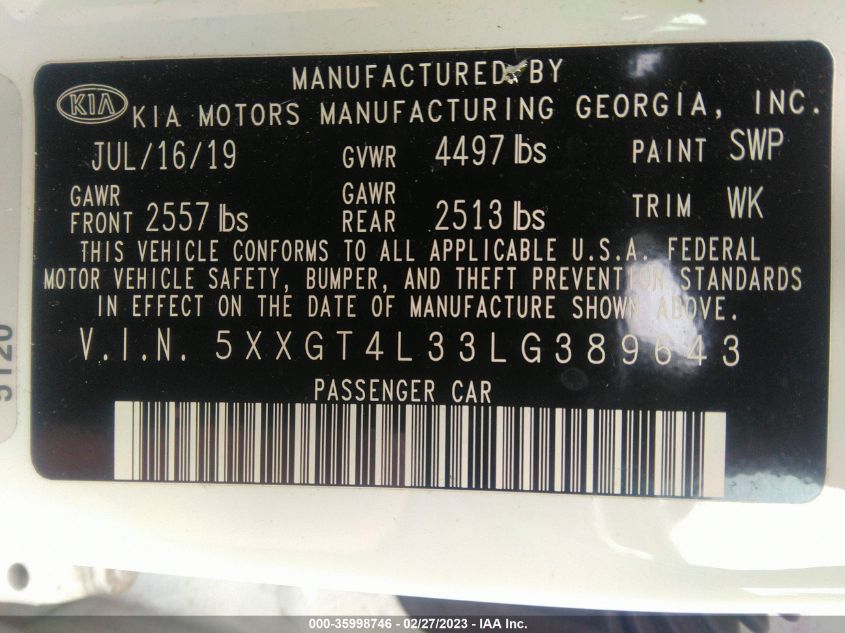 MANUFACTURED BY
KIA KIA MOTORS MANUFACTURING GEORGIA, INC.
JUL/16/19 GVWR 4497 lbs PAINT SWP
GAWR FRONT 2557 lbs GAWR REAR 2513 lbs TRIM WK
THIS VEHICLE CONFORMS TO ALL APPLICABLE U.S.A. FEDERAL
MOTOR VEHICLE SAFETY, BUMPER, AND THEFT PREVENTION STANDARDS
IN EFFECT ON THE DATE OF MANUFACTURE SHOWN ABOVE.
V.I.N. 5XXGT4L33LG389643
PASSENGER CAR
5120
000-35998746 - 02/27/2023 - IAA Inc.